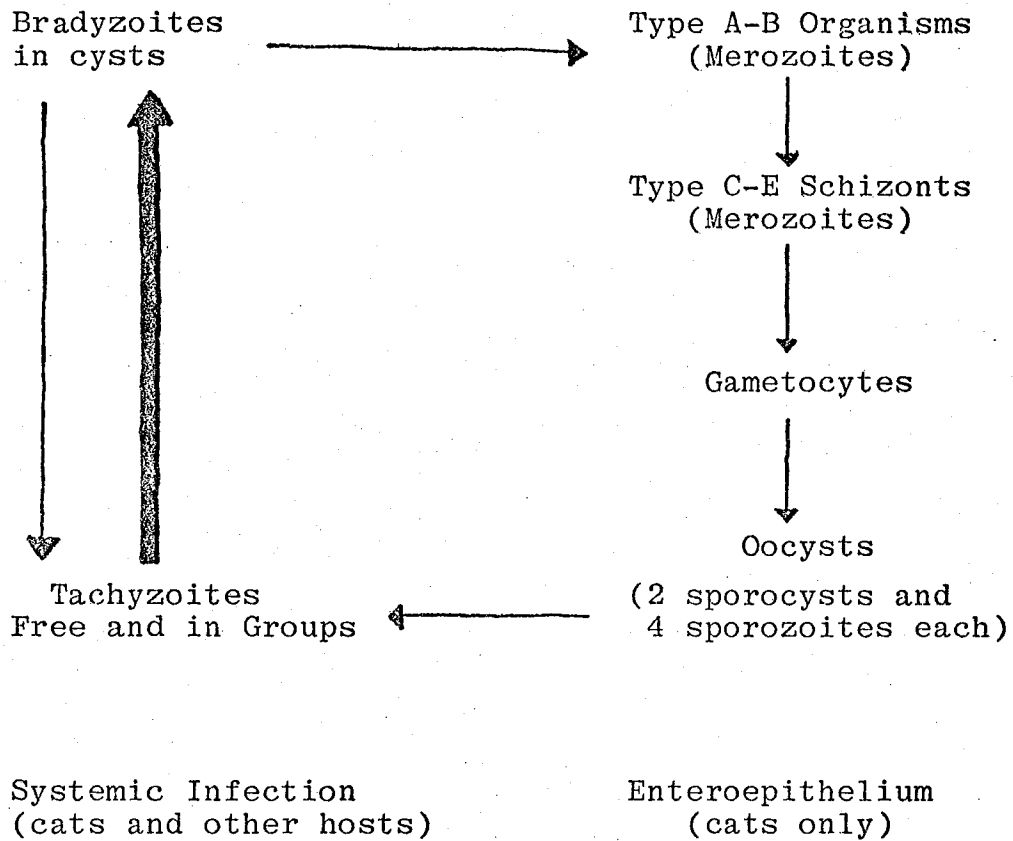 Bradyzoites
in cysts
Type A-B Organisms
(Merozoites)
Type C-E Schizonts
(Merozoites)
Gametocytes
Oocysts
(2 sporocysts and
4 sporozoites each)
Tachyzoites
Free and in Groups
Systemic Infection
(cats and other hosts)
Enteroepithelium
(cats only)